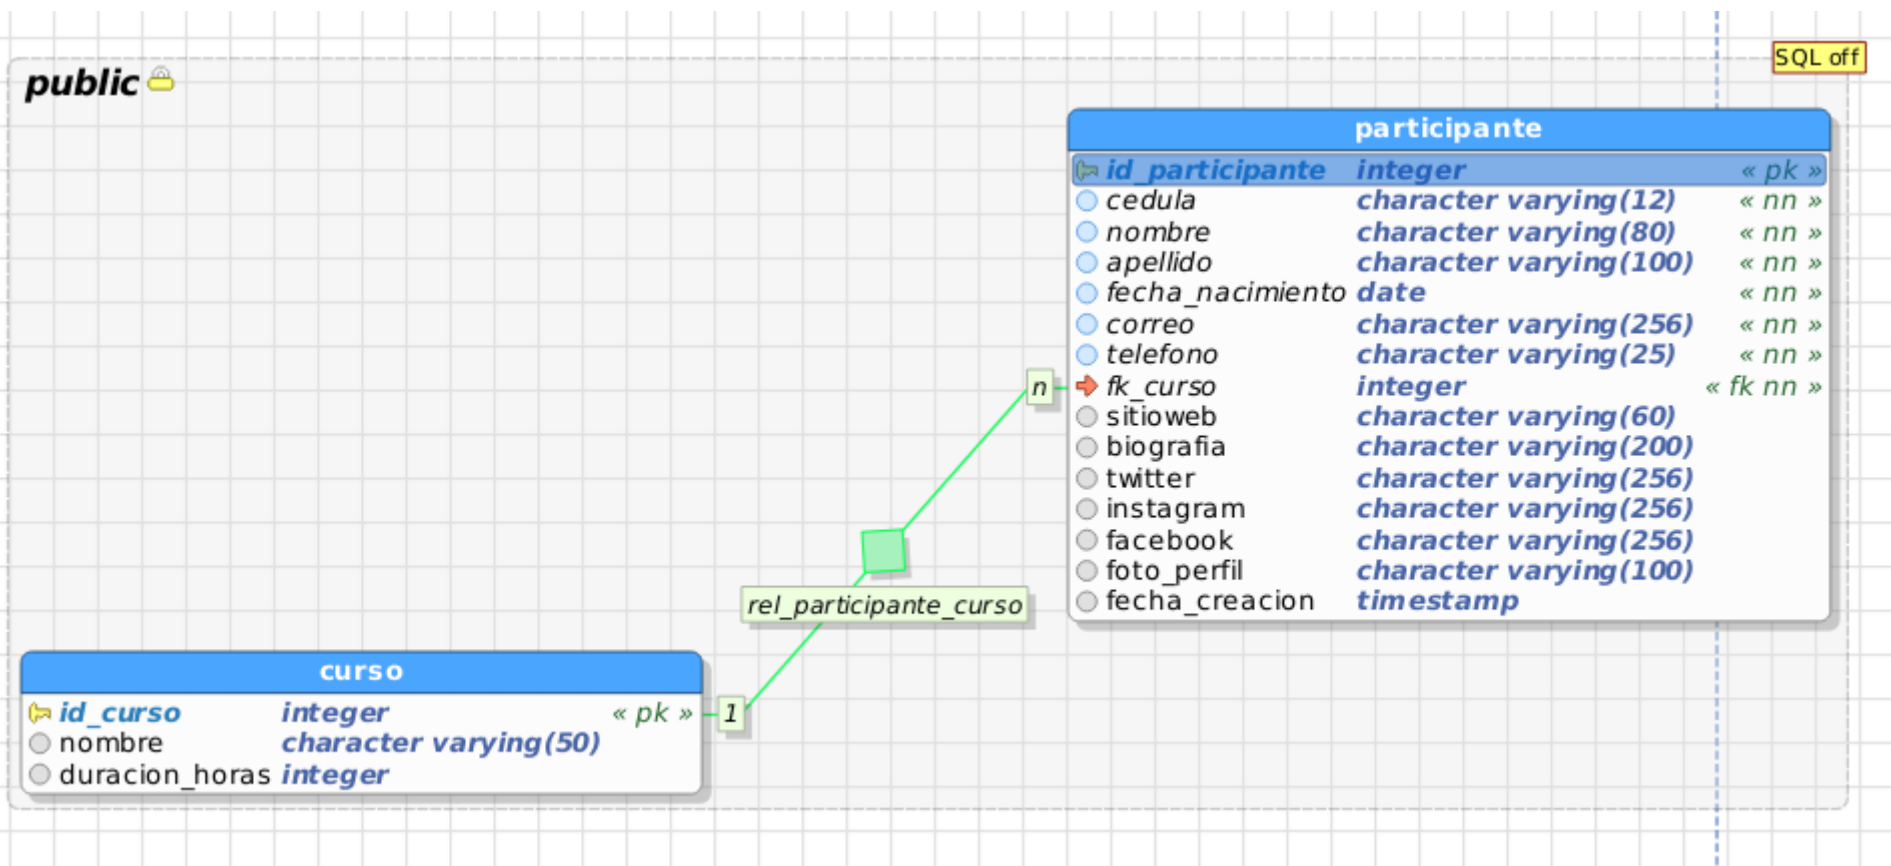 public
SQL off
participante
id_participante integer « pk »
cedula character varying(12) « nn »
nombre character varying(80) « nn »
apellido character varying(100) « nn »
fecha_nacimiento date « nn »
correo character varying(256) « nn »
telefono character varying(25) « nn »
n
fk_curso integer « fk nn »
sitioweb character varying(60)
biografia character varying(200)
twitter character varying(256)
instagram character varying(256)
facebook character varying(256)
foto_perfil character varying(100)
fecha_creacion timestamp
rel_participante_curso
curso
id_curso integer « pk »
1
nombre character varying(50)
duracion_horas integer